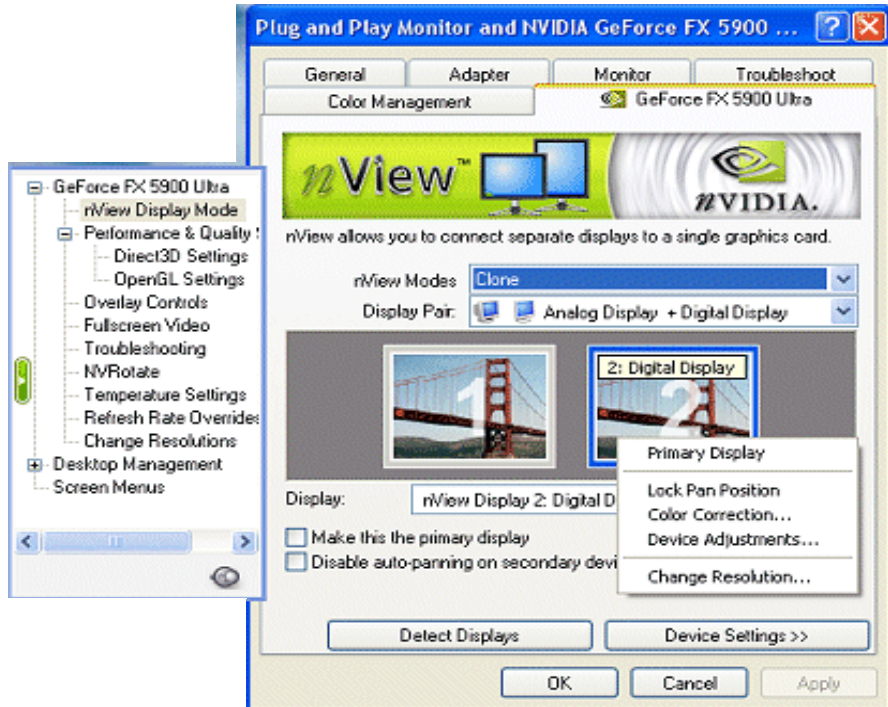 Plug and Play Monitor and NVIDIA GeForce FX 5900 ...
General Adapter Monitor Troubleshoot
Color Management GeForce FX 5900 Ultra
nView™
nVIDIA.
nView allows you to connect separate displays to a single graphics card.
nView Modes Clone
Display Pair: Analog Display + Digital Display
1
2
2: Digital Display
Primary Display
Lock Pan Position
Color Correction...
Device Adjustments...
Change Resolution...
Display: nView Display 2: Digital D
Make this the primary display
Disable auto-panning on secondary devi
Detect Displays Device Settings >>
OK Cancel Apply
GeForce FX 5900 Ultra
nView Display Mode
Performance & Quality
Direct3D Settings
OpenGL Settings
Overlay Controls
Fullscreen Video
Troubleshooting
NVRotate
Temperature Settings
Refresh Rate Overrides
Change Resolutions
Desktop Management
Screen Menus